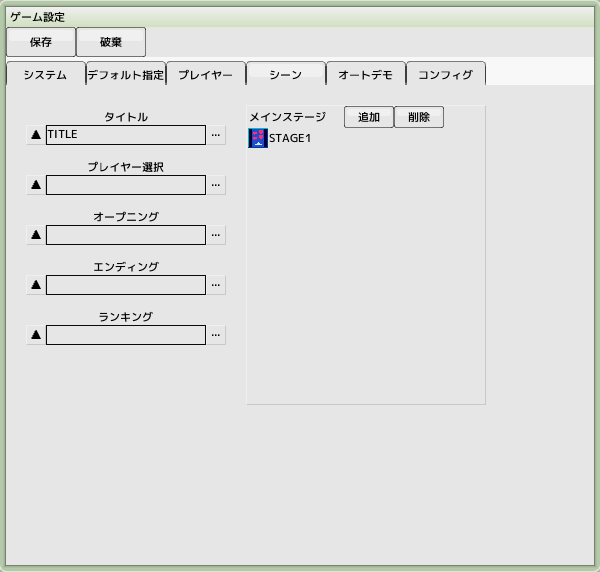 ゲーム設定
保存 破棄
システム デフォルト指定 プレイヤー シーン オートデモ コンフィグ
タイトル
TITLE ...
プレイヤー選択
...
オープニング
...
エンディング
...
ランキング
...
メインステージ 追加 削除
STAGE1